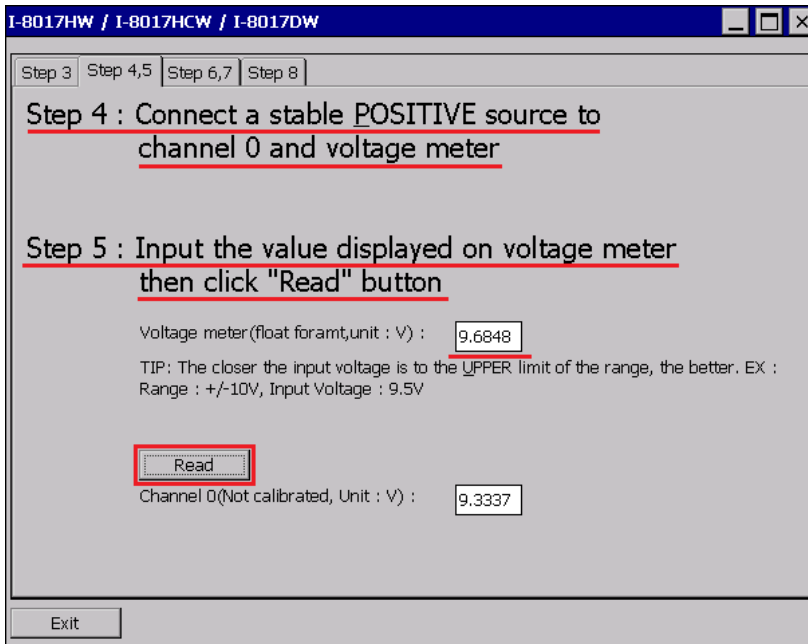 I-8017HW / I-8017HCW / I-8017DW
Step 3 Step 4,5 Step 6,7 Step 8
Step 4 : Connect a stable POSITIVE source to
channel 0 and voltage meter
Step 5 : Input the value displayed on voltage meter
then click "Read" button
Voltage meter(float foramt,unit : V) : 9.6848
TIP: The closer the input voltage is to the UPPER limit of the range, the better. EX :
Range : +/-10V, Input Voltage : 9.5V
Read
Channel 0(Not calibrated, Unit : V) : 9.3337
Exit